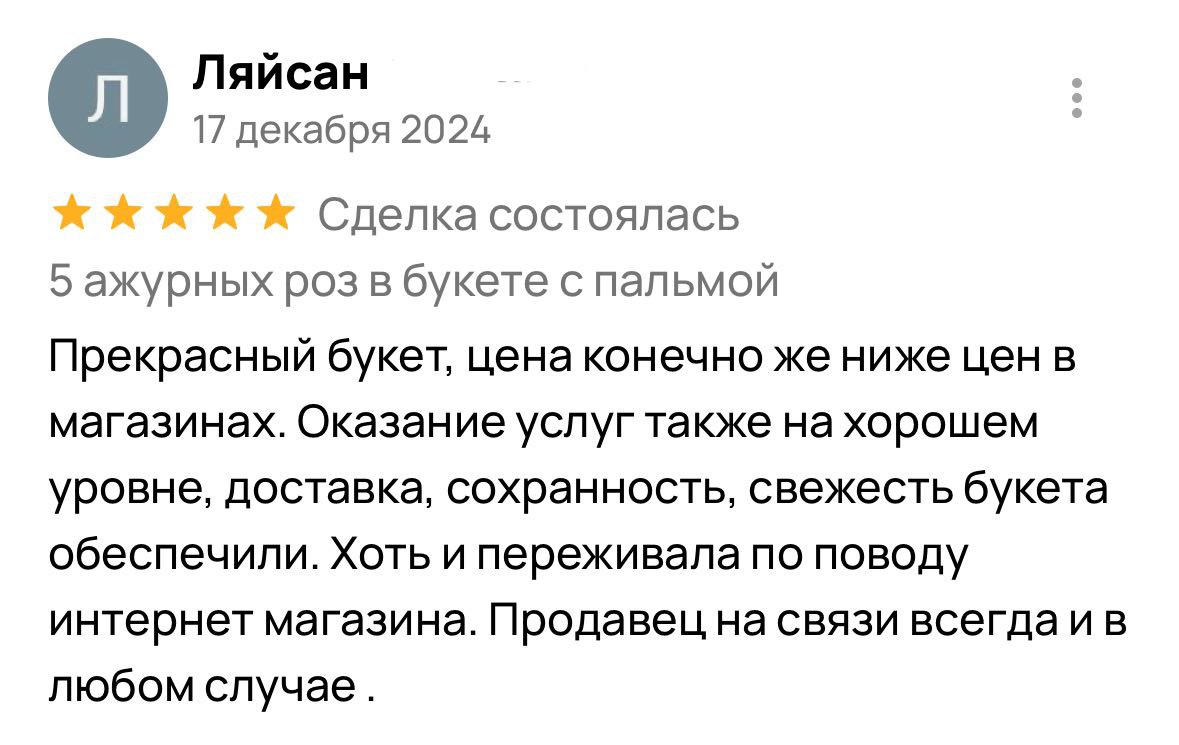 Л
Ляйсан
17 декабря 2024
Сделка состоялась
5 ажурных роз в букете с пальмой
Прекрасный букет, цена конечно же ниже цен в
магазинах. Оказание услуг также на хорошем
уровне, доставка, сохранность, свежесть букета
обеспечили. Хоть и переживала по поводу
интернет магазина. Продавец на связи всегда и в
любом случае .